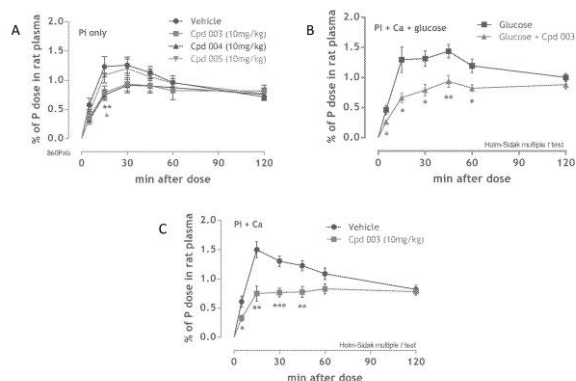 A
Pi only
Vehicle
Cpd 003 (10mg/kg)
Cpd 004 (10mg/kg)
Cpd 005 (10mg/kg)
% of P dose in rat plasma
2.0
1.5
1.0
0.5
0.0
**
*
0
30
60
90
120
min after dose
B
Pi + Ca + glucose
Glucose
Glucose + Cpd 003
% of P dose in rat plasma
2.0
1.5
1.0
0.5
0.0
*
*
*
**
#
Holm-Sidak multiple t test
0
30
60
90
120
min after dose
C
Pi + Ca
Vehicle
Cpd 003 (10mg/kg)
% of P dose in rat plasma
2.0
1.5
1.0
0.5
0.0
*
**
***
**
Holm-Sidak multiple t test
0
30
60
90
120
min after dose